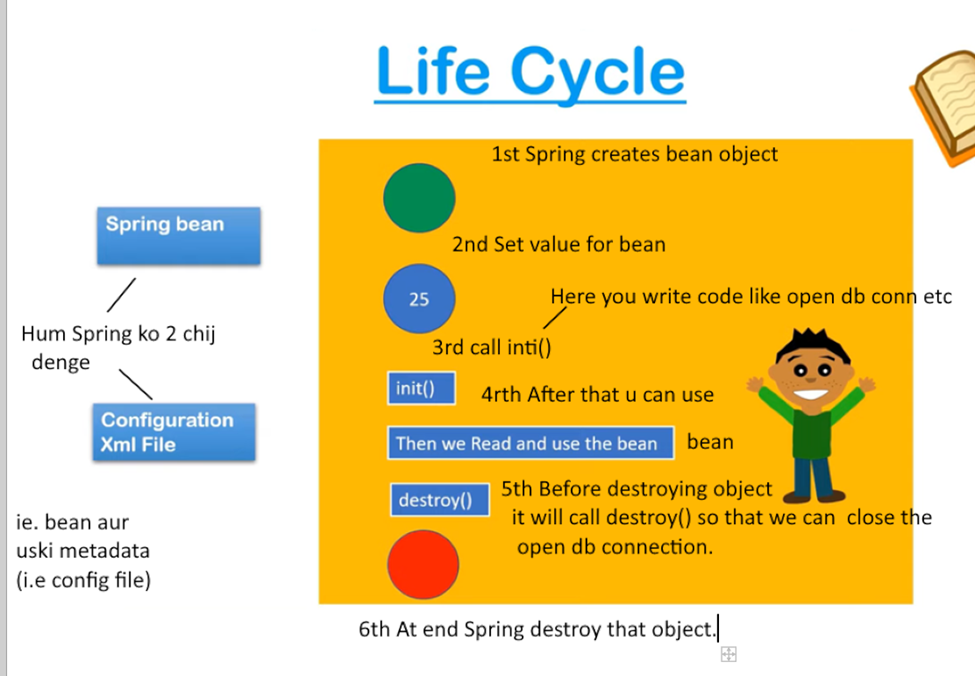 Life Cycle
1st Spring creates bean object
Spring bean
2nd Set value for bean
25
Here you write code like open db conn etc
Hum Spring ko 2 chij
denge
3rd call inti()
init()
4rth After that u can use
Configuration
Xml File
Then we Read and use the bean
bean
destroy()
5th Before destroying object
it will call destroy() so that we can close the
open db connection.
ie. bean aur
uski metadata
(i.e config file)
6th At end Spring destroy that object.